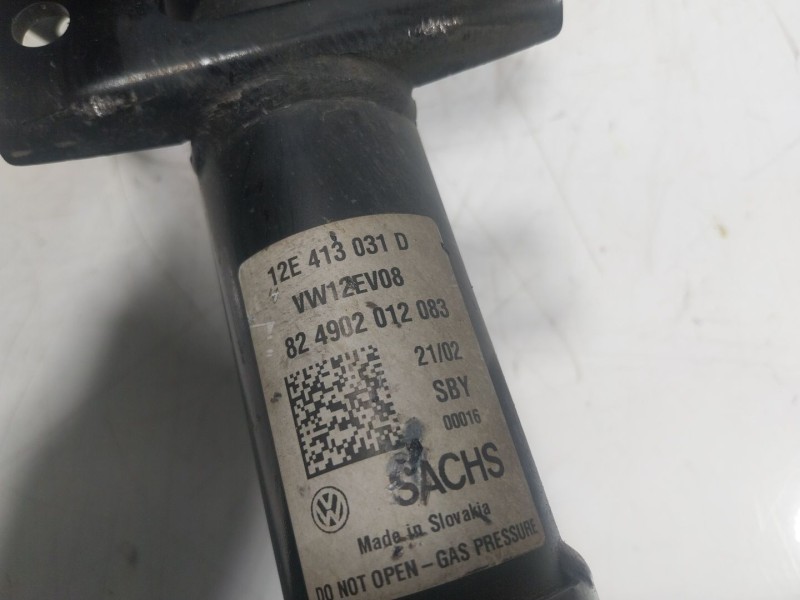 12E 413 031 D
VW12EV08
82 4902 012 083
21/02
SBY
00016
SACHS
VW
Made in Slovakia
DO NOT OPEN - GAS PRESSURE